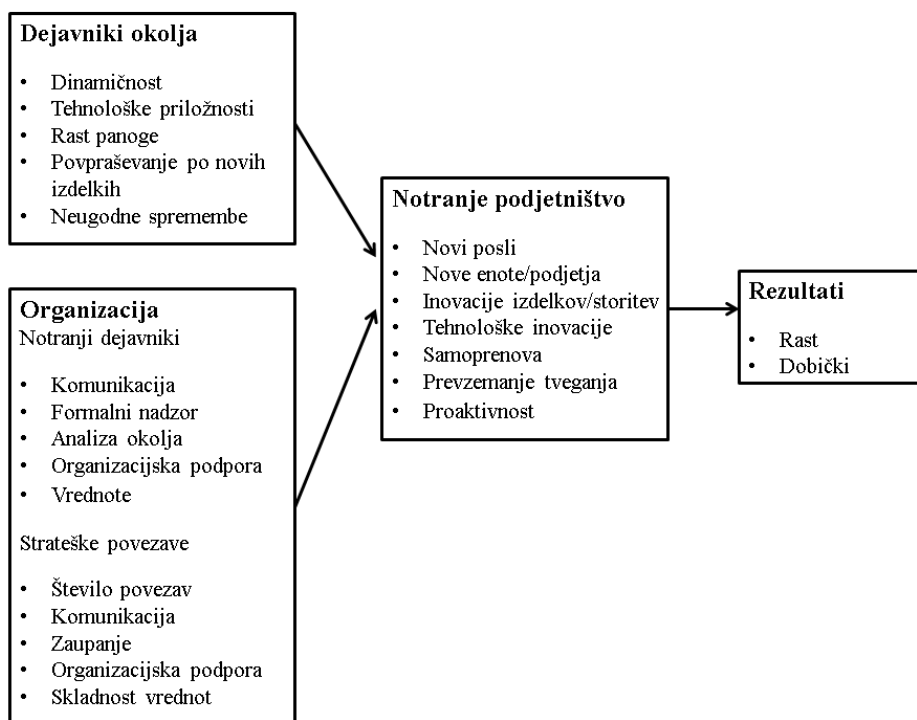 Dejavniki okolja
• Dinamičnost
• Tehnološke priložnosti
• Rast panoge
• Povpraševanje po novih
izdelkih
• Neugodne spremembe
Organizacija
Notranji dejavniki
• Komunikacija
• Formalni nadzor
• Analiza okolja
• Organizacijska podpora
• Vrednote
Strateške povezave
• Število povezav
• Komunikacija
• Zaupanje
• Organizacijska podpora
• Skladnost vrednot
Notranje podjetništvo
• Novi posli
• Nove enote/podjetja
• Inovacije izdelkov/storitev
• Tehnološke inovacije
• Samoprenova
• Prevzemanje tveganja
• Proaktivnost
Rezultati
• Rast
• Dobički